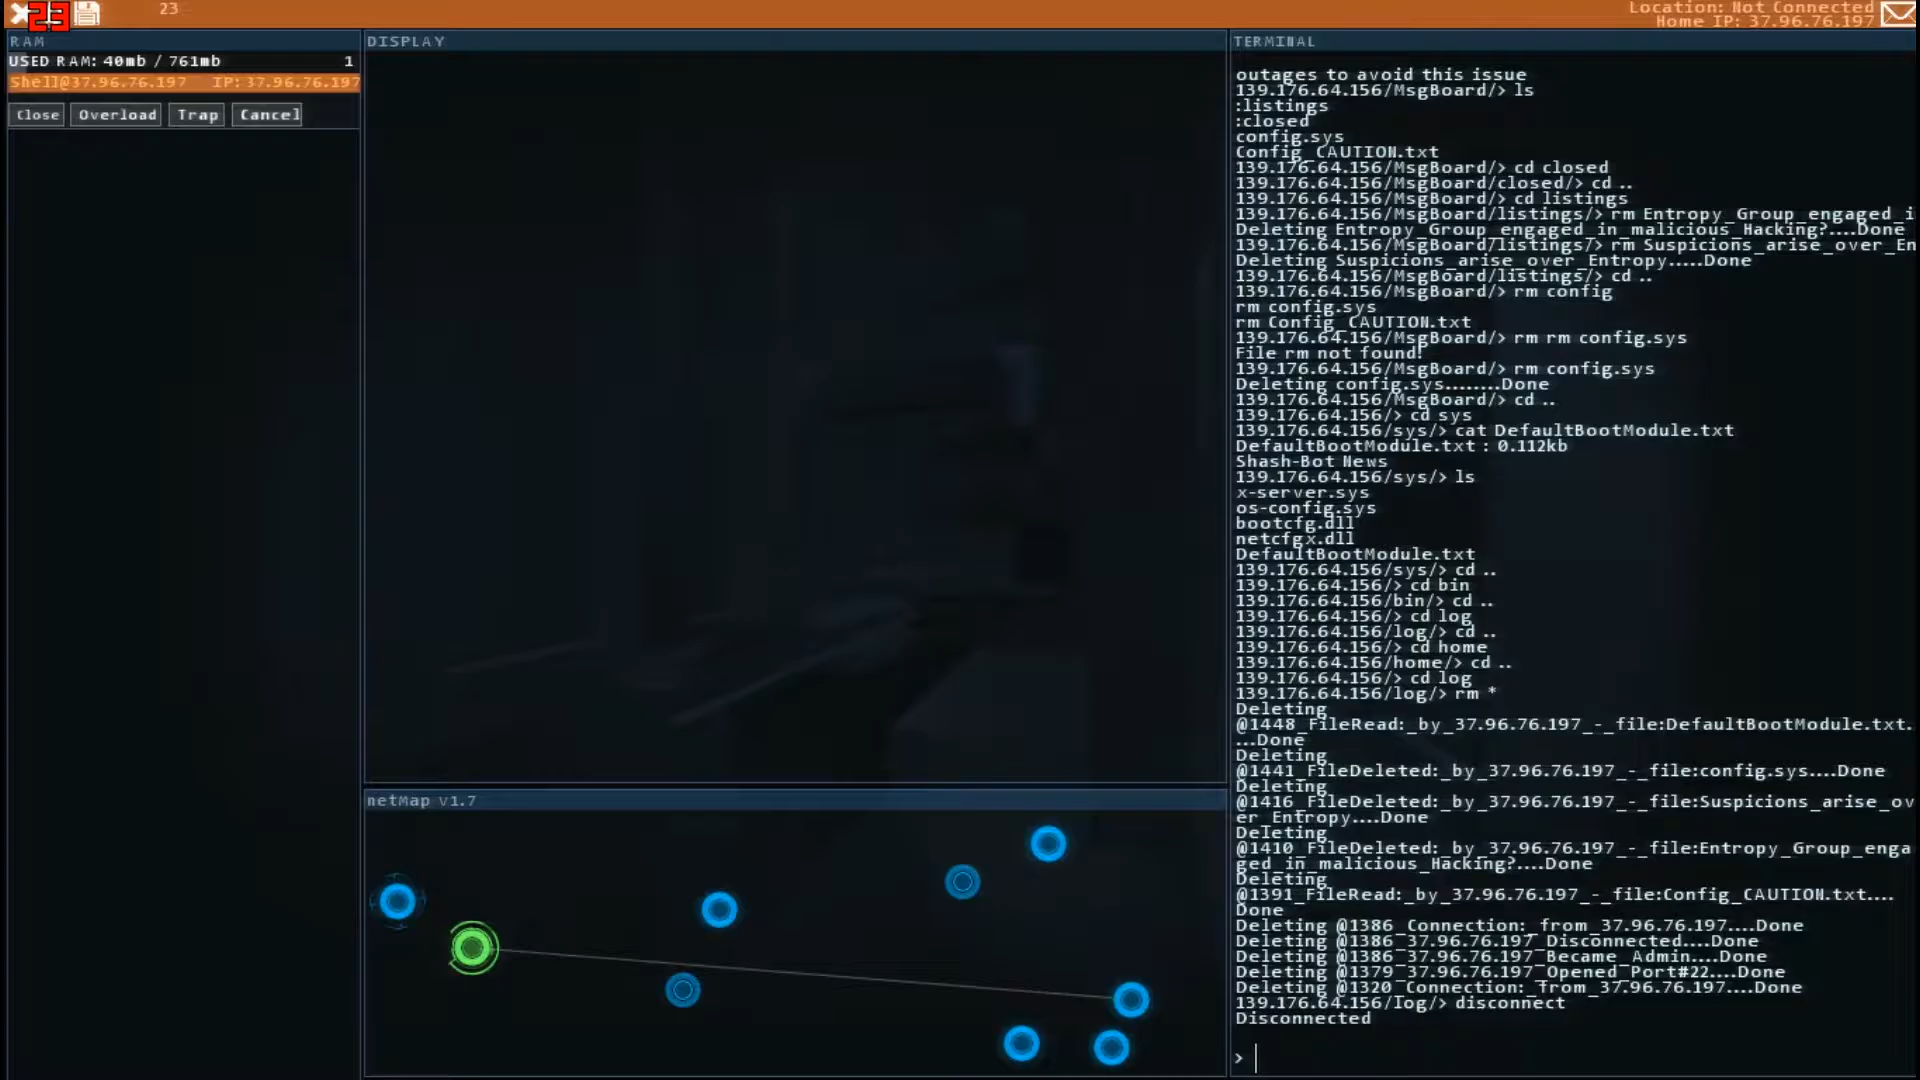 23
23
Location: Not Connected
Home IP: 37.96.76.197
RAM
USED RAM: 40mb / 761mb 1
Shell@37.96.76.197 IP: 37.96.76.197
Close Overload Trap Cancel
DISPLAY
netMap v1.7
TERMINAL
outages to avoid this issue
139.176.64.156/MsgBoard/> ls
:listings
:closed
config.sys
Config_CAUTION.txt
139.176.64.156/MsgBoard/> cd closed
139.176.64.156/MsgBoard/closed/> cd ..
139.176.64.156/MsgBoard/> cd listings
139.176.64.156/MsgBoard/listings/> rm Entropy_Group_engaged_i
Deleting Entropy_Group_engaged_in_malicious_Hacking?....Done
139.176.64.156/MsgBoard/listings/> rm Suspicions_arise_over_En
Deleting Suspicions_arise_over_Entropy.....Done
139.176.64.156/MsgBoard/listings/> cd ..
139.176.64.156/MsgBoard/> rm config
rm config.sys
rm Config_CAUTION.txt
139.176.64.156/MsgBoard/> rm rm config.sys
File rm not found!
139.176.64.156/MsgBoard/> rm config.sys
Deleting config.sys........Done
139.176.64.156/MsgBoard/> cd ..
139.176.64.156/> cd sys
139.176.64.156/sys/> cat DefaultBootModule.txt
DefaultBootModule.txt : 0.112kb
Shash-Bot News
139.176.64.156/sys/> ls
x-server.sys
os-config.sys
bootcfg.dll
netcfgx.dll
DefaultBootModule.txt
139.176.64.156/sys/> cd ..
139.176.64.156/> cd bin
139.176.64.156/bin/> cd ..
139.176.64.156/> cd log
139.176.64.156/log/> cd ..
139.176.64.156/> cd home
139.176.64.156/home/> cd ..
139.176.64.156/> cd log
139.176.64.156/log/> rm *
Deleting
@1448_FileRead:_by_37.96.76.197_-_file:DefaultBootModule.txt.
...Done
Deleting
@1441_FileDeleted:_by_37.96.76.197_-_file:config.sys....Done
Deleting
@1416_FileDeleted:_by_37.96.76.197_-_file:Suspicions_arise_ov
er_Entropy....Done
Deleting
@1410_FileDeleted:_by_37.96.76.197_-_file:Entropy_Group_enga
ged_in_malicious_Hacking?....Done
Deleting
@1391_FileRead:_by_37.96.76.197_-_file:Config_CAUTION.txt....
Done
Deleting @1386_Connection:_from_37.96.76.197....Done
Deleting @1386_37.96.76.197_Disconnected....Done
Deleting @1386_37.96.76.197_Became_Admin....Done
Deleting @1379_37.96.76.197_Opened_Port#22....Done
Deleting @1320_Connection:_from_37.96.76.197....Done
139.176.64.156/log/> disconnect
Disconnected
>